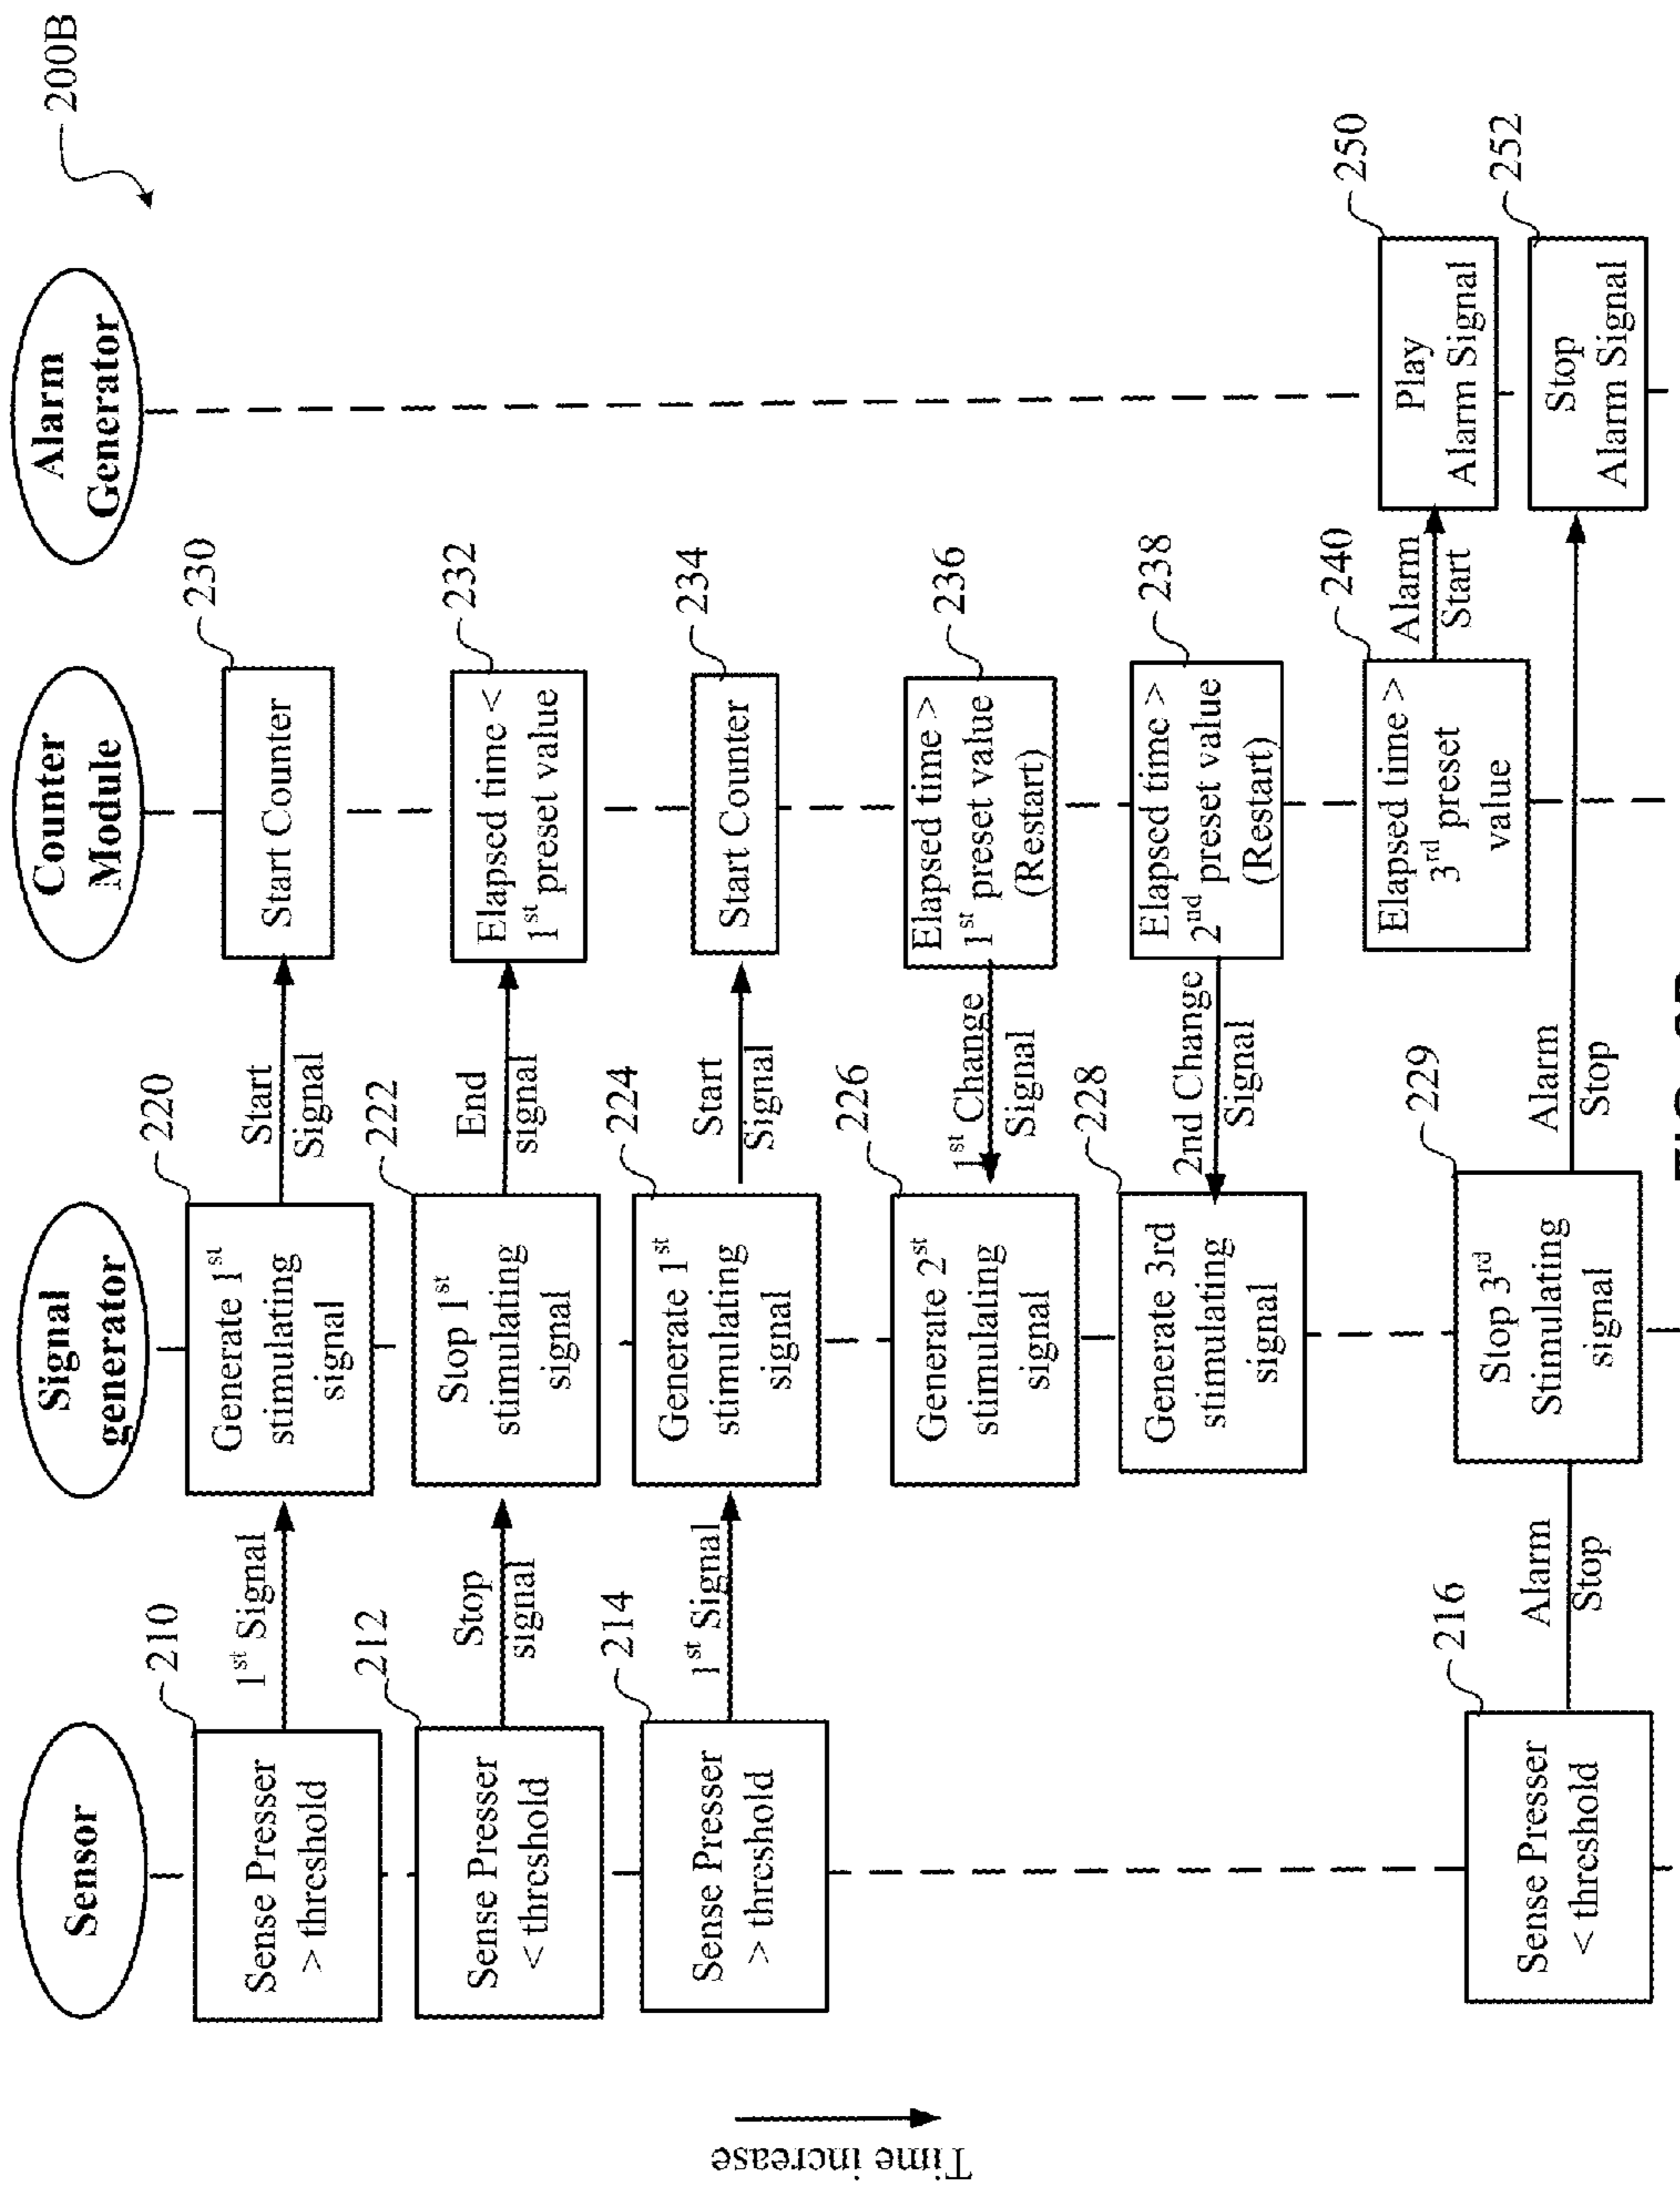 200B
Sensor
Signal
generator
Counter
Module
Alarm
Generator
210
Sense Presser
> threshold
1st Signal
220
Generate 1st
stimulating
signal
Start
Signal
230
Start Counter
212
Sense Presser
< threshold
Stop
signal
222
Stop 1st
stimulating
signal
End
signal
232
Elapsed time <
1st preset value
214
Sense Presser
> threshold
1st Signal
224
Generate 1st
stimulating
signal
Start
Signal
234
Start Counter
226
Generate 2st
stimulating
signal
1st Change
Signal
236
Elapsed time >
1st preset value
(Restart)
228
Generate 3rd
stimulating
signal
2nd Change
Signal
238
Elapsed time >
2nd preset value
(Restart)
240
Elapsed time >
3rd preset
value
Alarm
Start
250
Play
Alarm Signal
216
Sense Presser
< threshold
Alarm
Stop
229
Stop 3rd
Stimulating
signal
Alarm
Stop
252
Stop
Alarm Signal
Time increase